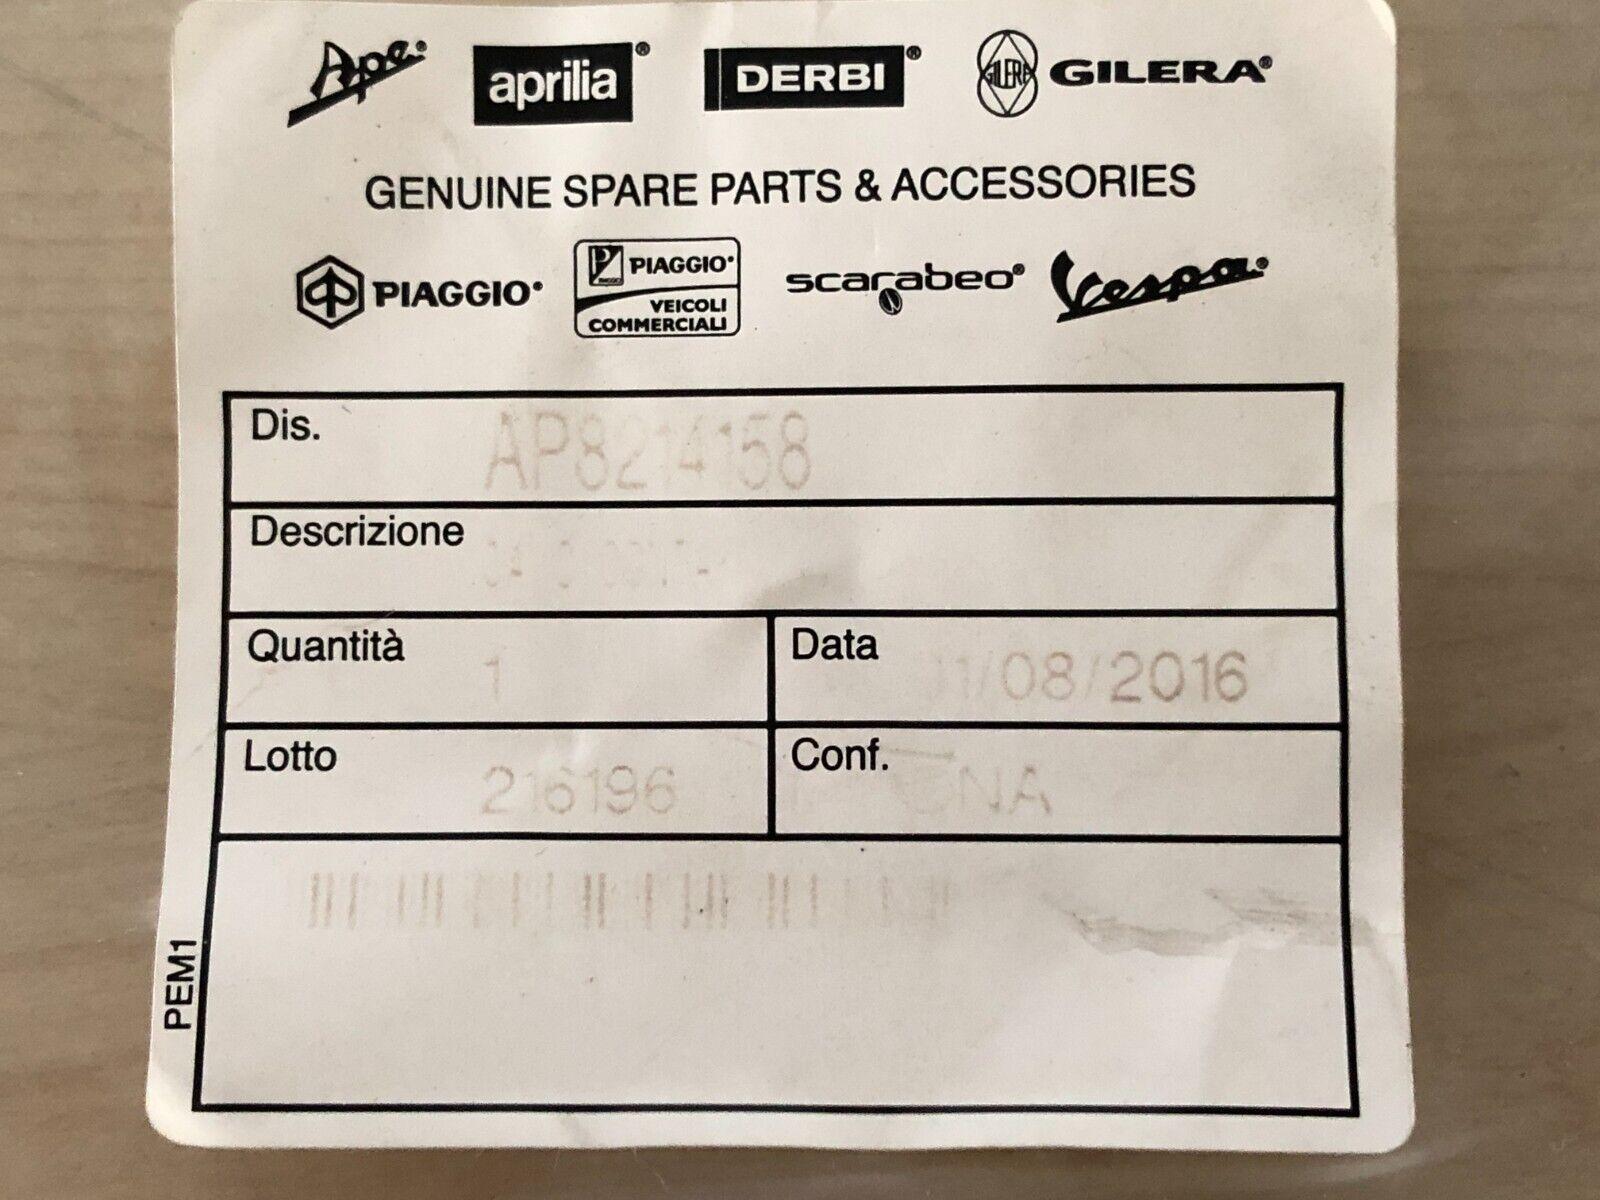 Ape® aprilia® DERBI® GILERA GILERA®
GENUINE SPARE PARTS & ACCESSORIES
PIAGGIO® P PIAGGIO PIAGGIO® scarabeo® Vespa®
VEICOLI
COMMERCIALI
Dis. AP8214158
Descrizione
Quantità 1 Data /08/2016
Lotto 216196 Conf.
PEM1